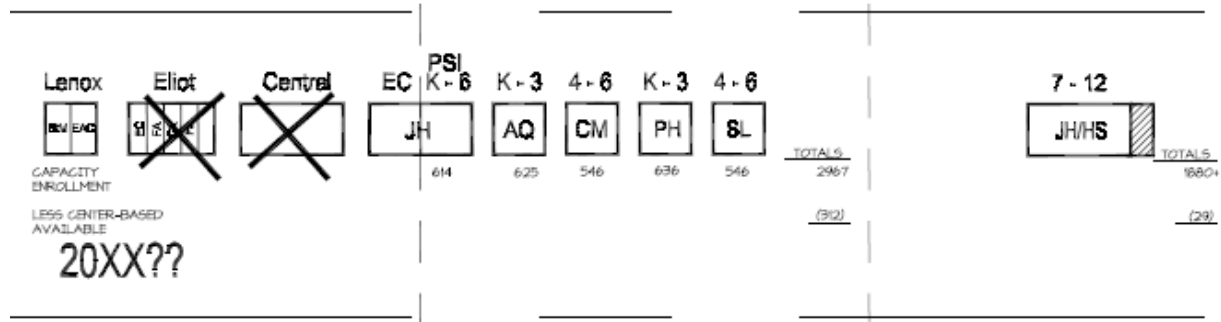 PSI
Lenox Eliot Central EC K - 6 K - 3 4 - 6 K - 3 4 - 6 7 - 12
JH AQ CM PH SL JH/HS
TOTALS TOTALS
CAPACITY 614 625 546 636 546 2967 1880+
ENROLLMENT
LESS CENTER-BASED (312) (29)
AVAILABLE
20XX??